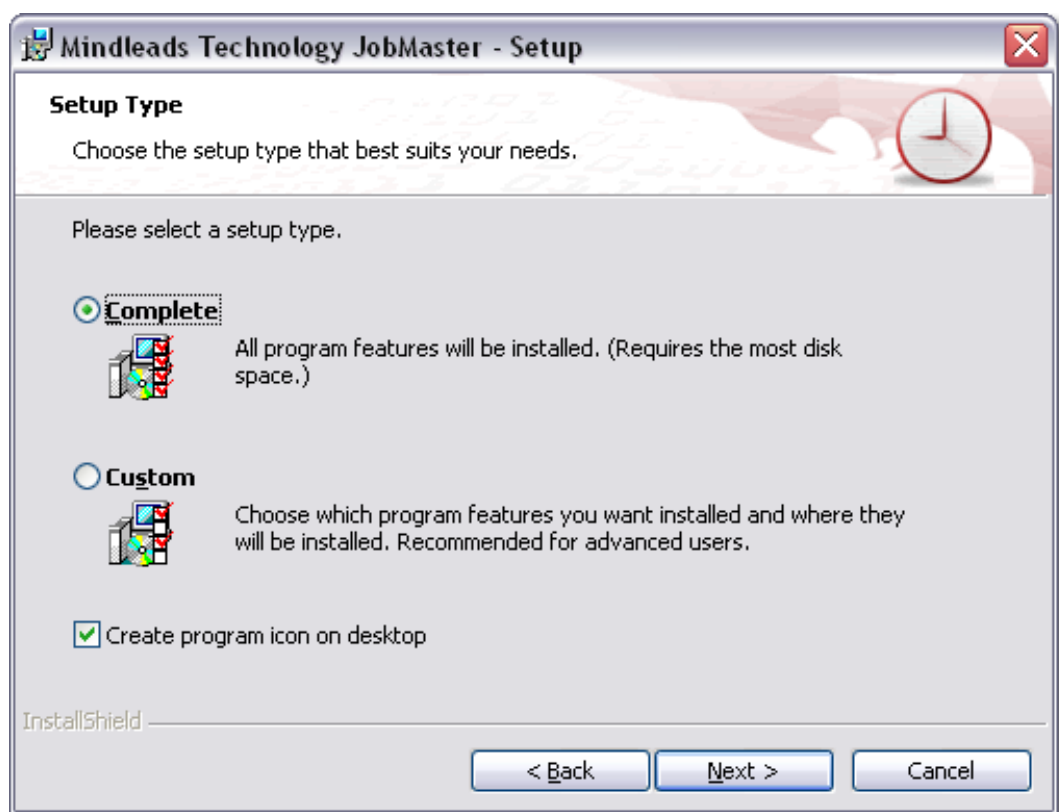 Mindleads Technology JobMaster - Setup
Setup Type
Choose the setup type that best suits your needs.
Please select a setup type.
Complete
All program features will be installed. (Requires the most disk
space.)
Custom
Choose which program features you want installed and where they
will be installed. Recommended for advanced users.
Create program icon on desktop
InstallShield
< Back
Next >
Cancel